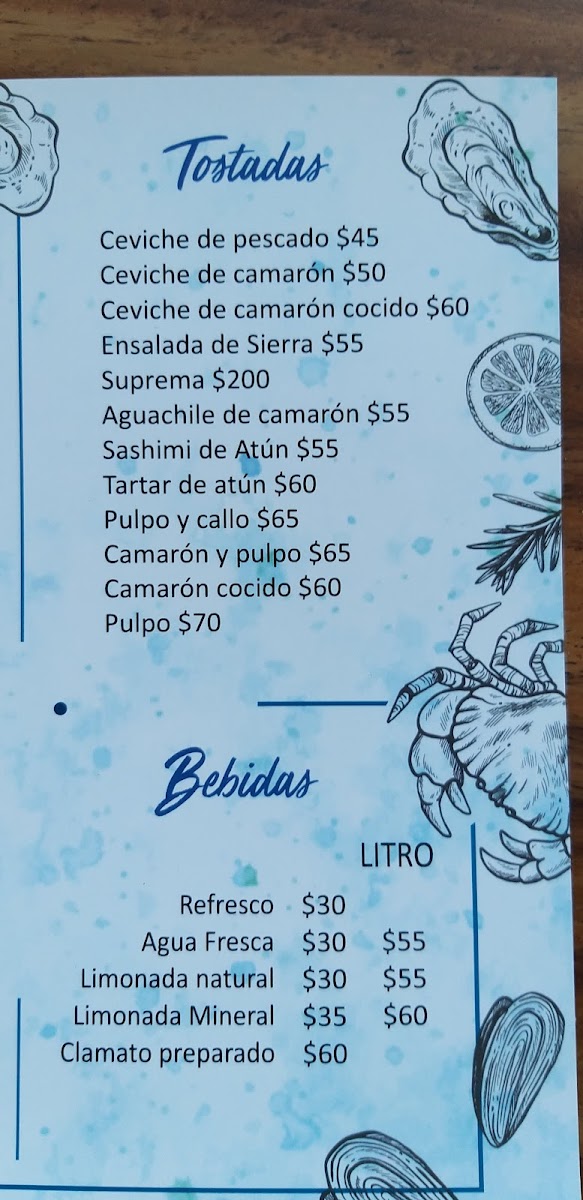 Tostadas
Ceviche de pescado $45
Ceviche de camarón $50
Ceviche de camarón cocido $60
Ensalada de Sierra $55
Suprema $200
Aguachile de camarón $55
Sashimi de Atún $55
Tartar de atún $60
Pulpo y callo $65
Camarón y pulpo $65
Camarón cocido $60
Pulpo $70
Bebidas
LITRO
Refresco $30
Agua Fresca $30 $55
Limonada natural $30 $55
Limonada Mineral $35 $60
Clamato preparado $60